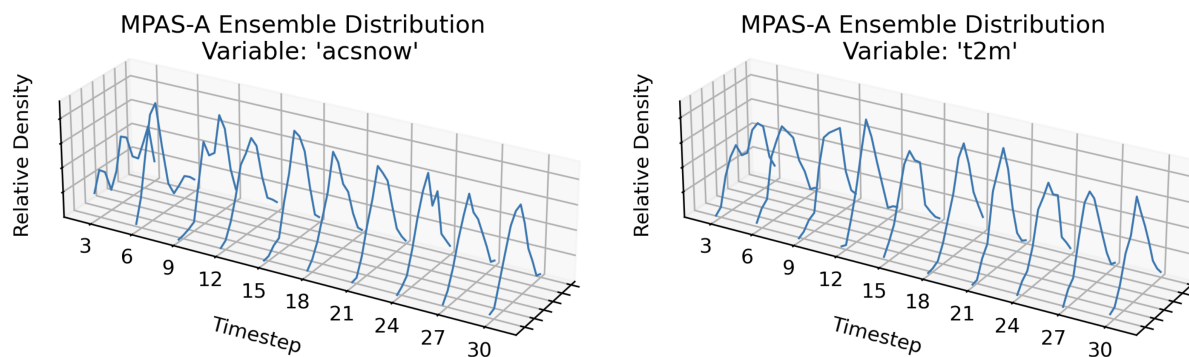 MPAS-A Ensemble Distribution
Variable: 'acsnow'
Relative Density
3
6
9
12
15
18
21
24
27
30
Timestep
MPAS-A Ensemble Distribution
Variable: 't2m'
Relative Density
3
6
9
12
15
18
21
24
27
30
Timestep